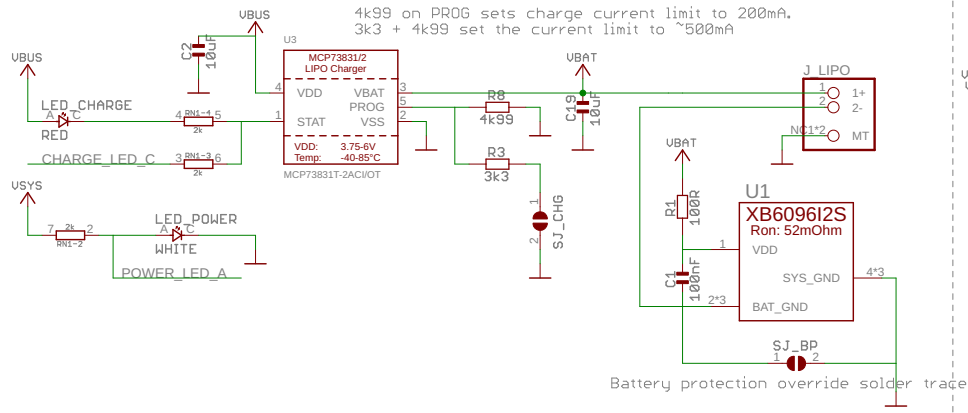 4k99 on PROG sets charge current limit to 200mA.
3k3 + 4k99 set the current limit to ~500mA
VBUS
VBUS
C2
10uF
U3
MCP73831/2
LIPO Charger
4 VDD
VBAT 3
PROG 5
1 STAT
VSS 2
VDD: 3.75-6V
Temp: -40-85°C
MCP73831T-2ACI/OT
LED_CHARGE
A C
RED
4 RN1-4 5
2k
CHARGE_LED_C
3 RN1-3 6
2k
VSYS
7 2k 2
RN1-2
LED_POWER
A C
WHITE
POWER_LED_A
R8
4k99
R3
3k3
1
SJ_CHG
2
VBAT
C19
10uF
J_LIPO
1 1+
2 2-
NC1*2 MT
VBAT
R1
100R
C1
100nF
U1
XB6096I2S
Ron: 52mOhm
1 VDD
SYS_GND 4*3
2*3 BAT_GND
SJ_BP
1 2
Battery protection override solder trace